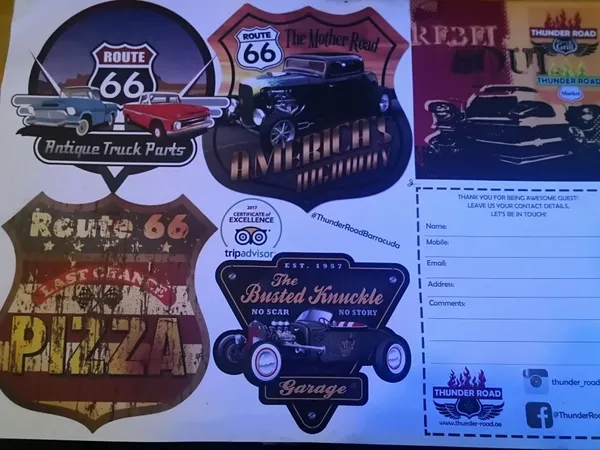 ROUTE
66
Antique Truck Parts
ROUTE
66
The Mother Road
AMERICA'S
HIGHWAY
REBEL
THUNDER ROAD
Grill
THUNDER ROAD
Market
Route 66
LAST CHANCE
PIZZA
2017
CERTIFICATE of
EXCELLENCE
tripadvisor
#ThunderRoadBarracuda
EST. 1957
The
Busted Knuckle
NO SCAR NO STORY
Garage
THANK YOU FOR BEING AWESOME GUEST!
LEAVE US YOUR CONTACT DETAILS,
LET'S BE IN TOUCH!
Name:
Mobile:
Email:
Address:
Comments:
THUNDER ROAD
www.thunder-road.ae
thunder_road
@ThunderRoa